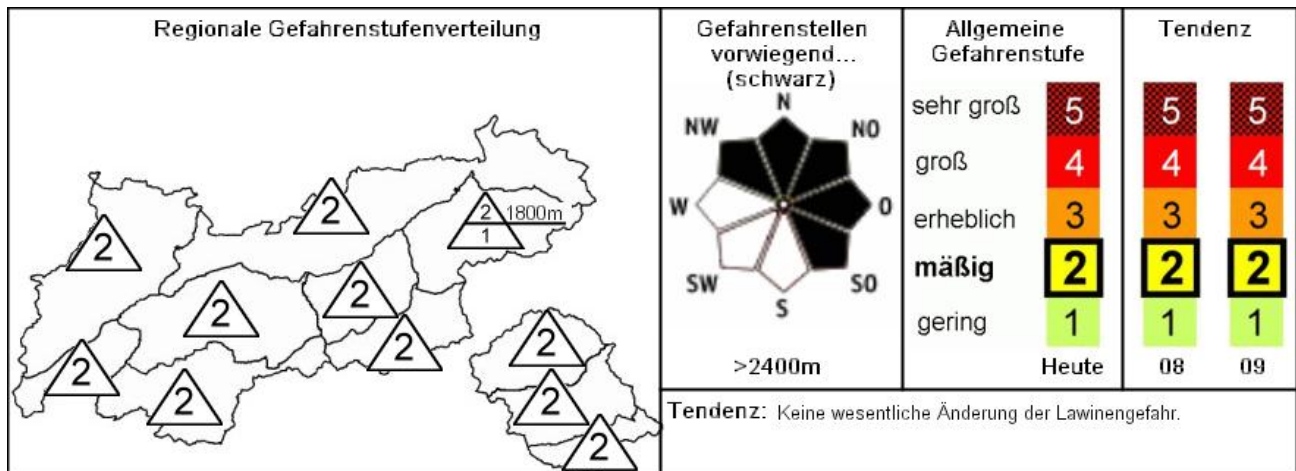 Regionale Gefahrenstufenverteilung
2
2
1800m
1
2
2
2
2
2
2
2
2
2
Gefahrenstellen
vorwiegend...
(schwarz)
N
NW
NO
W
O
SW
SO
S
>2400m
Allgemeine
Gefahrenstufe
sehr groß 5
groß 4
erheblich 3
mäßig 2
gering 1
Heute
Tendenz
5 5
4 4
3 3
2 2
1 1
08 09
Tendenz: Keine wesentliche Änderung der Lawinengefahr.